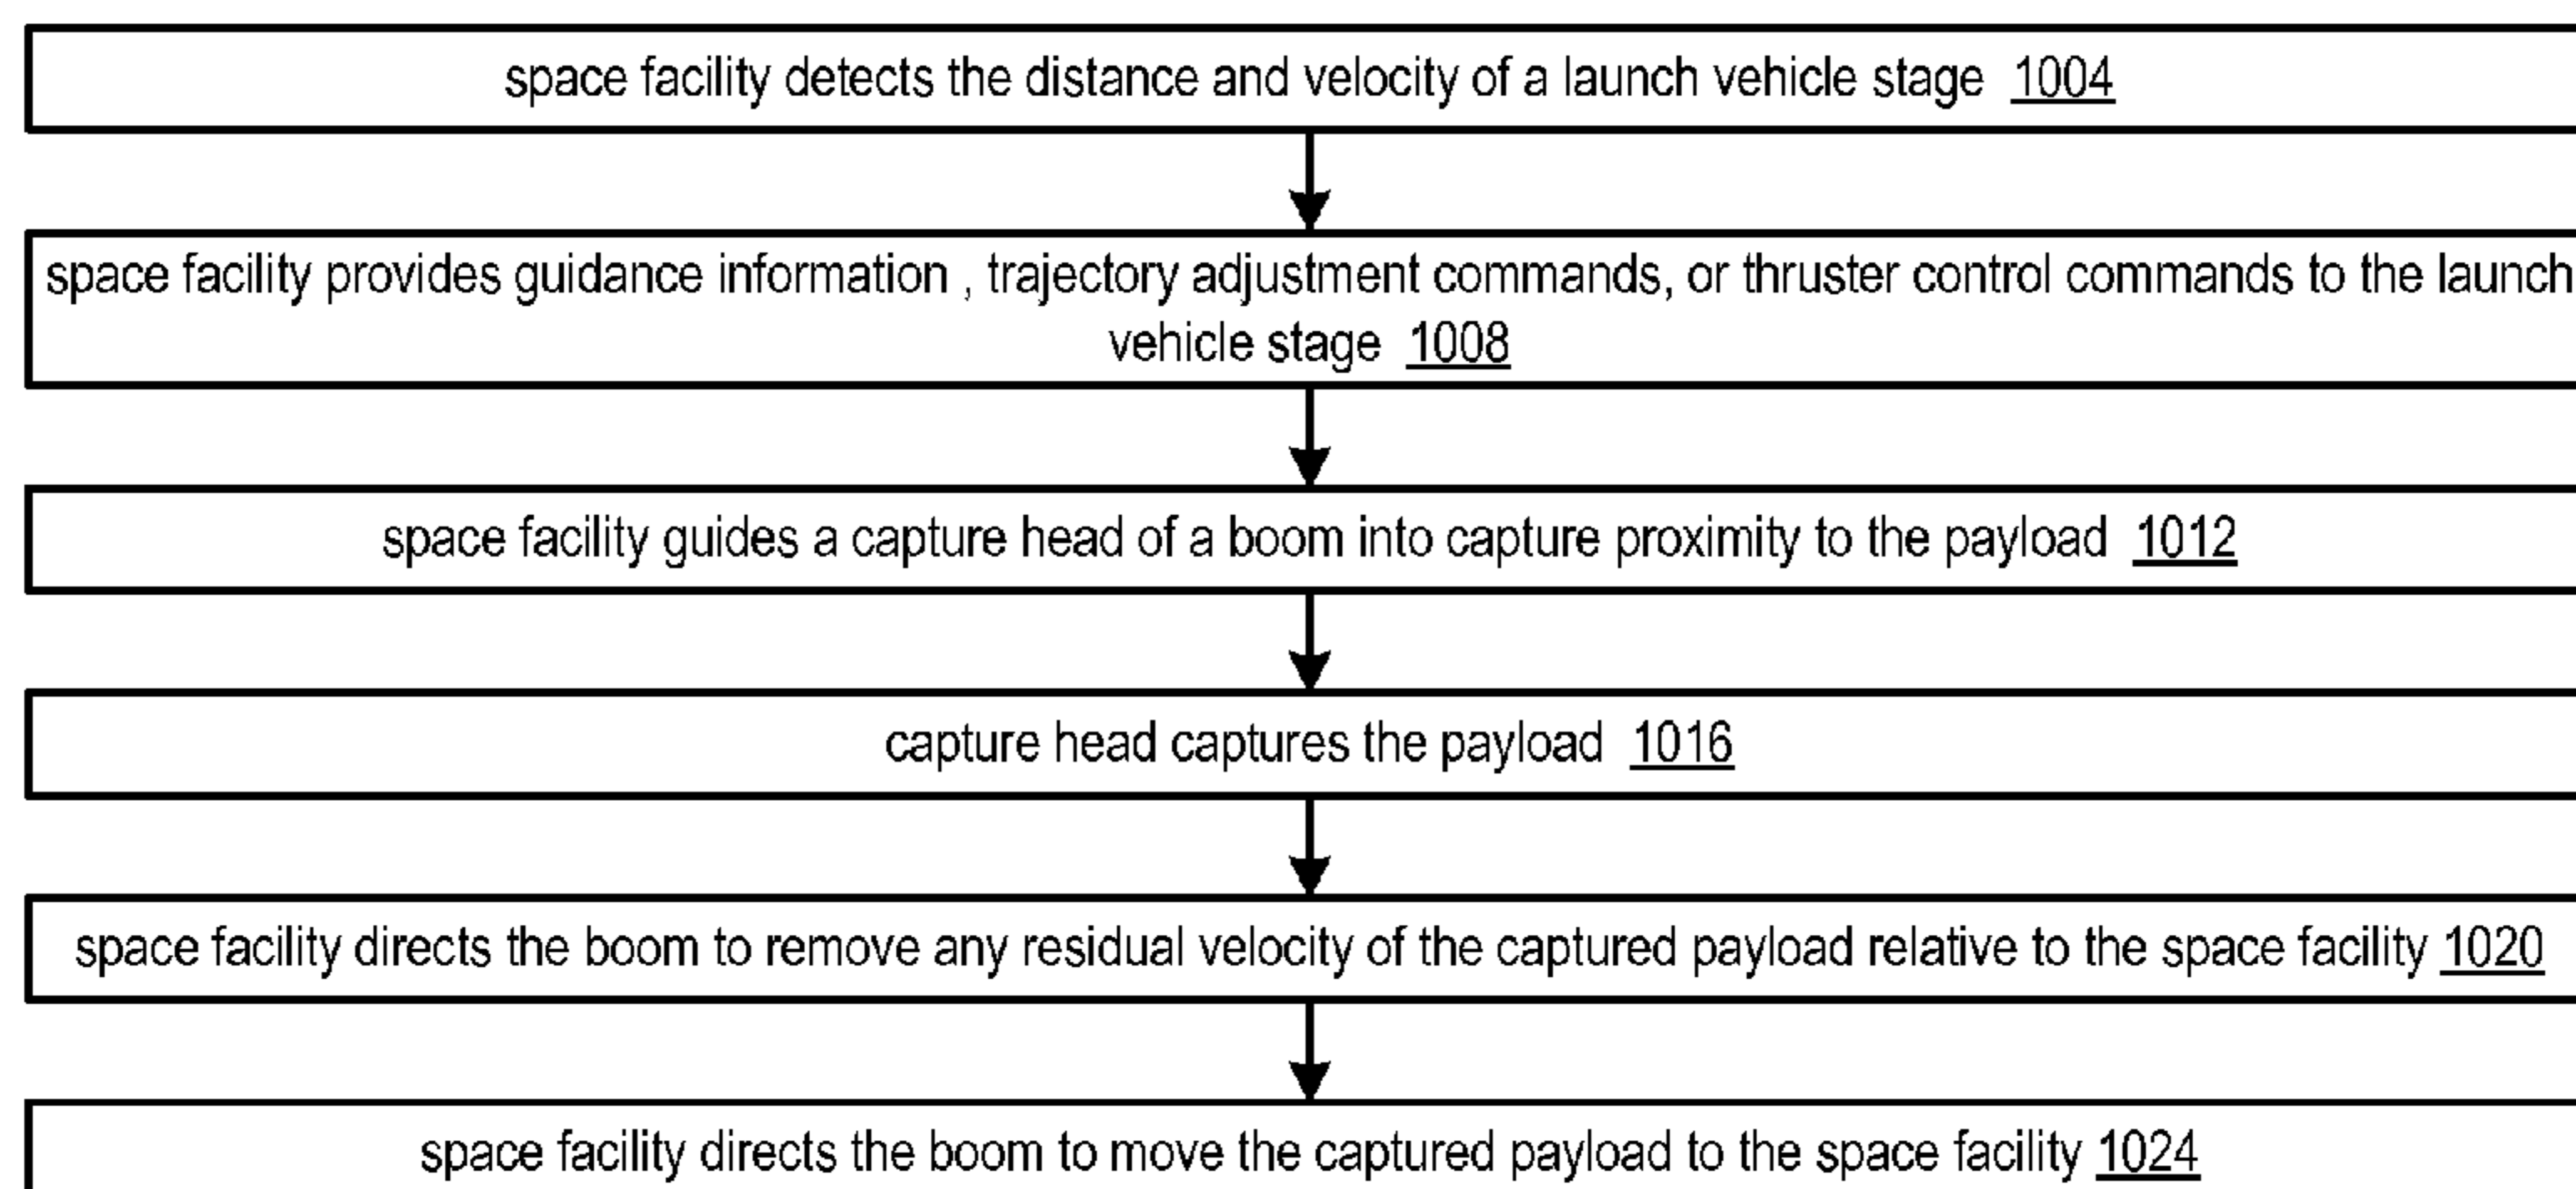 space facility detects the distance and velocity of a launch vehicle stage 1004
space facility provides guidance information , trajectory adjustment commands, or thruster control commands to the launch
vehicle stage 1008
space facility guides a capture head of a boom into capture proximity to the payload 1012
capture head captures the payload 1016
space facility directs the boom to remove any residual velocity of the captured payload relative to the space facility 1020
space facility directs the boom to move the captured payload to the space facility 1024